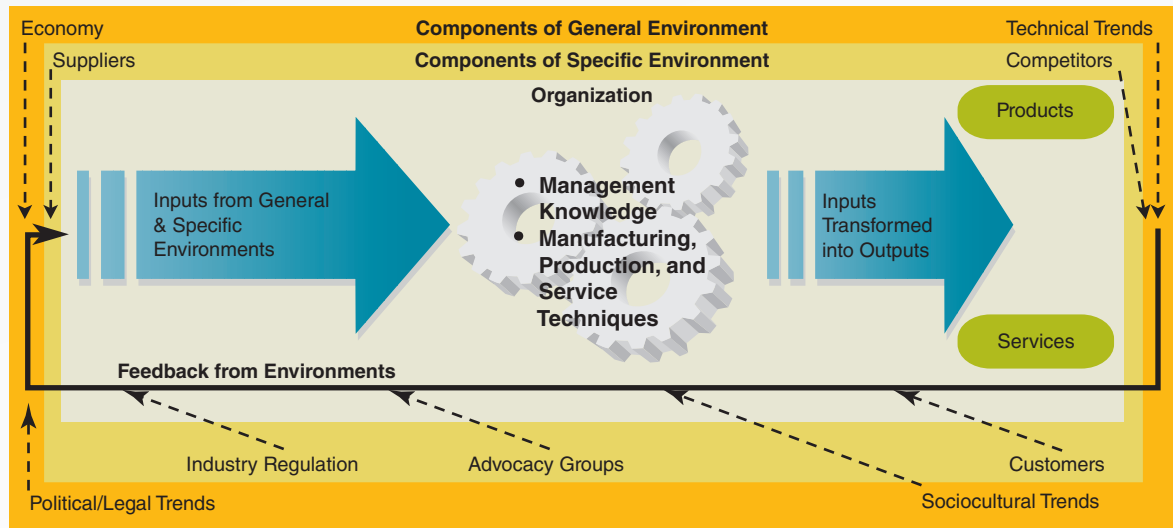 Economy
Components of General Environment
Technical Trends
Suppliers
Components of Specific Environment
Competitors
Organization
Products
Inputs from General
& Specific
Environments
• Management
Knowledge
• Manufacturing,
Production, and
Service
Techniques
Inputs
Transformed
into Outputs
Services
Feedback from Environments
Industry Regulation
Advocacy Groups
Customers
Political/Legal Trends
Sociocultural Trends